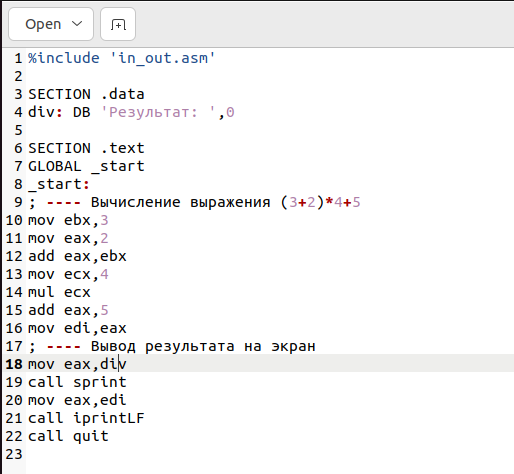 Open
1 %include 'in_out.asm'
2
3 SECTION .data
4 div: DB 'Результат: ',0
5
6 SECTION .text
7 GLOBAL _start
8 _start:
9 ; ---- Вычисление выражения (3+2)*4+5
10 mov ebx,3
11 mov eax,2
12 add eax,ebx
13 mov ecx,4
14 mul ecx
15 add eax,5
16 mov edi,eax
17 ; ---- Вывод результата на экран
18 mov eax,div
19 call sprint
20 mov eax,edi
21 call iprintLF
22 call quit
23